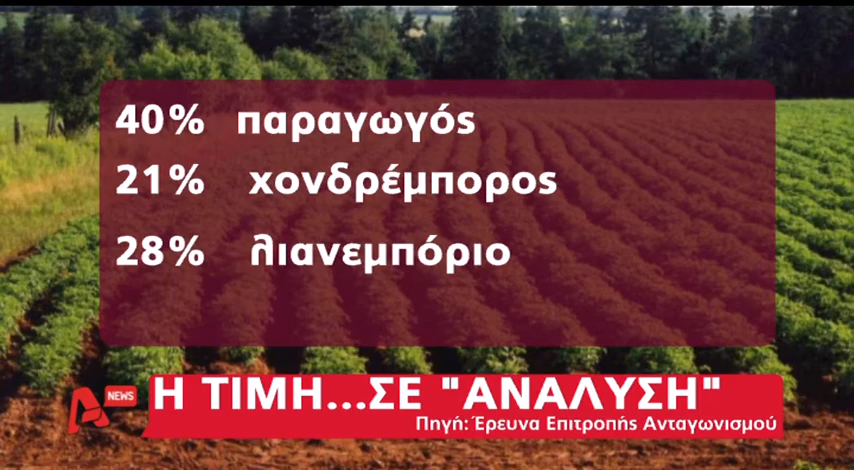 40% παραγωγός
21% χονδρέμπορος
28% λιανεμπόριο
NEWS
Η ΤΙΜΗ...ΣΕ "ΑΝΑΛΥΣΗ"
Πηγή: Έρευνα Επιτροπής Ανταγωνισμού